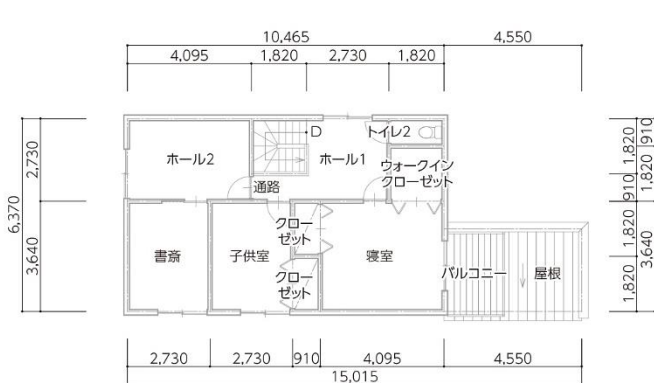 10,465
4,550
4,095
1,820
2,730
1,820
6,370
2,730
3,640
ホール2
D
トイレ2
ホール1
ウォークイン
クローゼット
通路
書斎
子供室
クロー
ゼット
クロー
ゼット
寝室
バルコニー
屋根
910
1,820
1,820
910
1,820
3,640
1,820
2,730
2,730
910
4,095
4,550
15,015